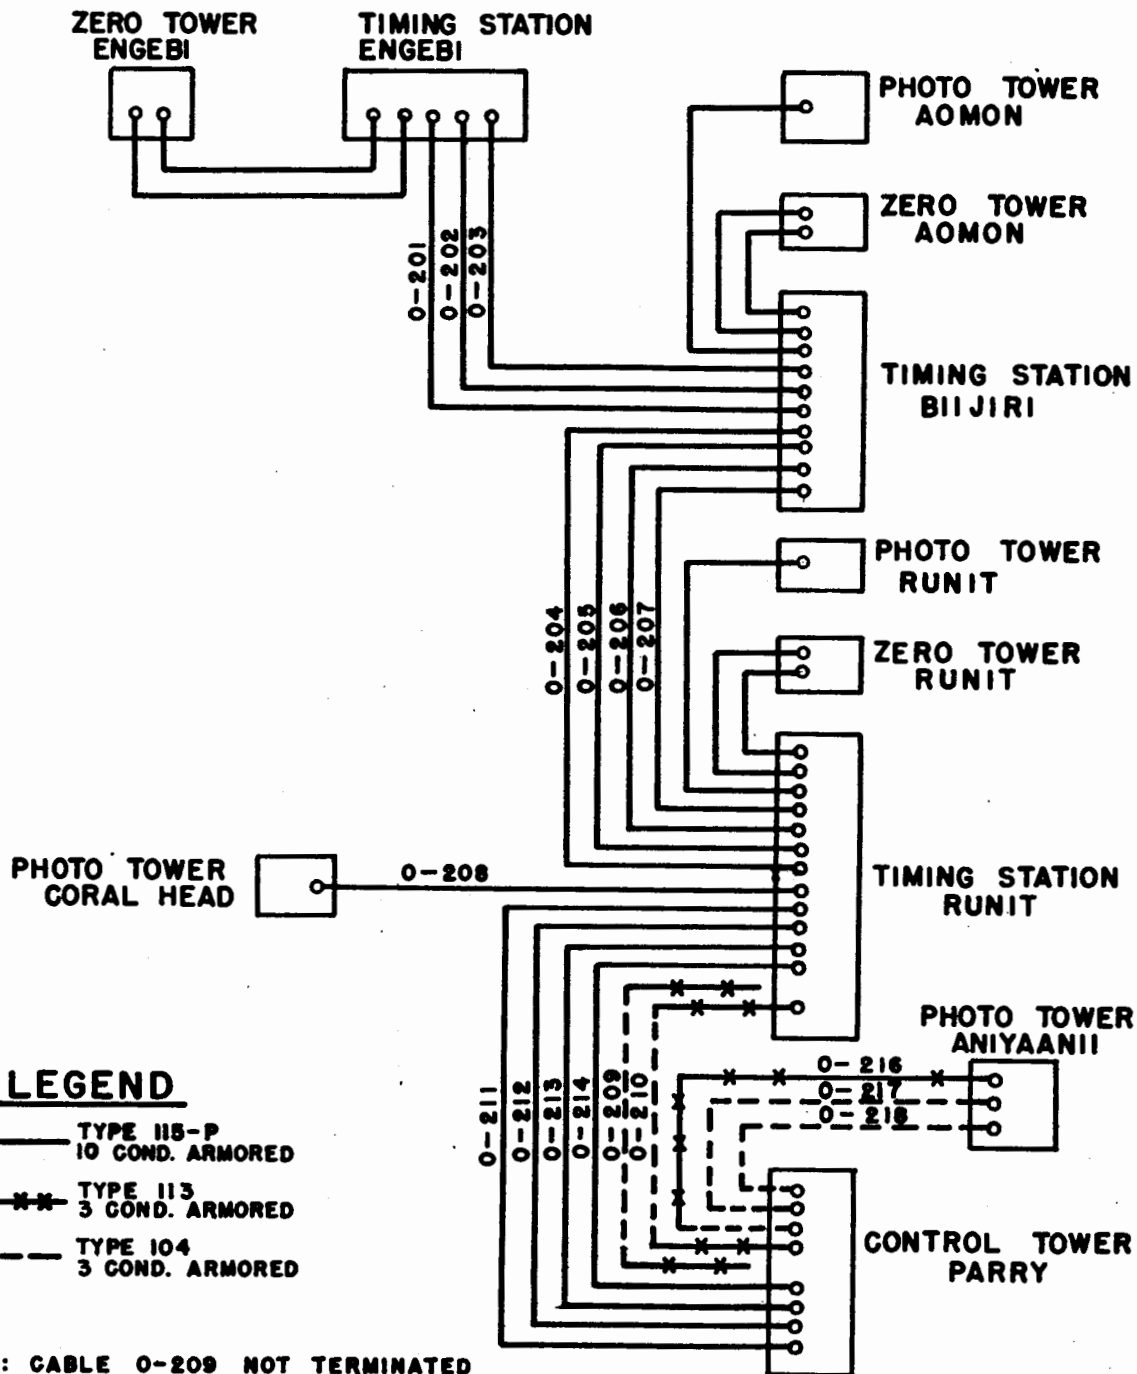 ZERO TOWER
ENGEBI
TIMING STATION
ENGEBI
PHOTO TOWER
AOMON
ZERO TOWER
AOMON
0-201
0-202
0-203
TIMING STATION
BIIJIRI
PHOTO TOWER
RUNIT
0-204
0-205
0-206
0-207
ZERO TOWER
RUNIT
PHOTO TOWER
CORAL HEAD
0-208
TIMING STATION
RUNIT
PHOTO TOWER
ANIYAANII
0-216
0-217
0-218
0-211
0-212
0-213
0-214
0-209
0-210
LEGEND
TYPE 115-P
10 COND. ARMORED
TYPE 113
3 COND. ARMORED
TYPE 104
3 COND. ARMORED
CONTROL TOWER
PARRY
: CABLE 0-209 NOT TERMINATED